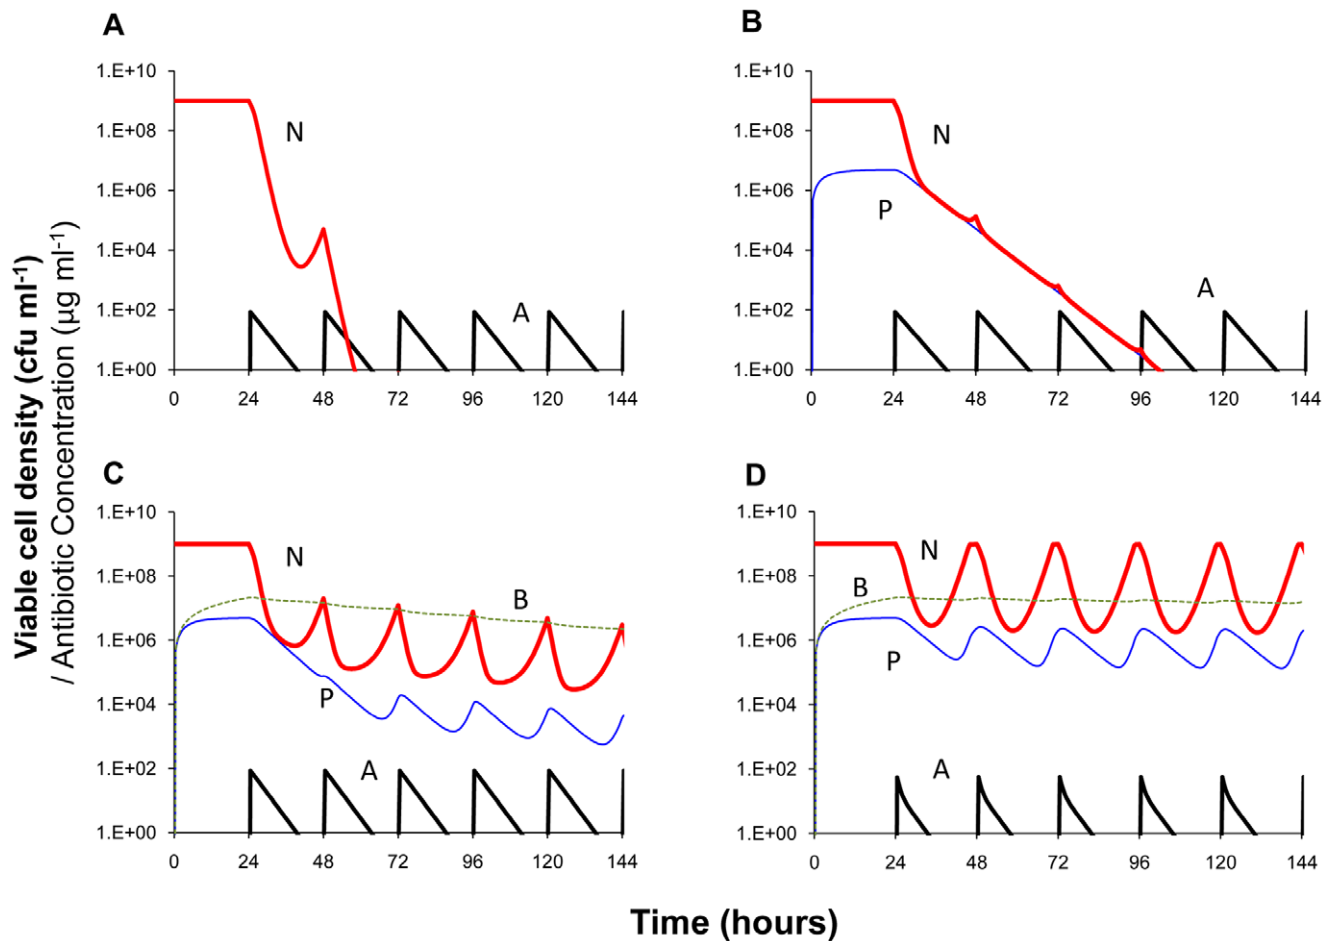 Viable cell density (cfu ml-1)
/ Antibiotic Concentration (µg ml-1)
A
1.E+10
1.E+08
1.E+06
1.E+04
1.E+02
1.E+00
N
A
0 24 48 72 96 120 144
B
1.E+10
1.E+08
1.E+06
1.E+04
1.E+02
1.E+00
N
P
A
0 24 48 72 96 120 144
C
1.E+10
1.E+08
1.E+06
1.E+04
1.E+02
1.E+00
N
B
P
A
0 24 48 72 96 120 144
D
1.E+10
1.E+08
1.E+06
1.E+04
1.E+02
1.E+00
N
B
P
A
0 24 48 72 96 120 144
Time (hours)